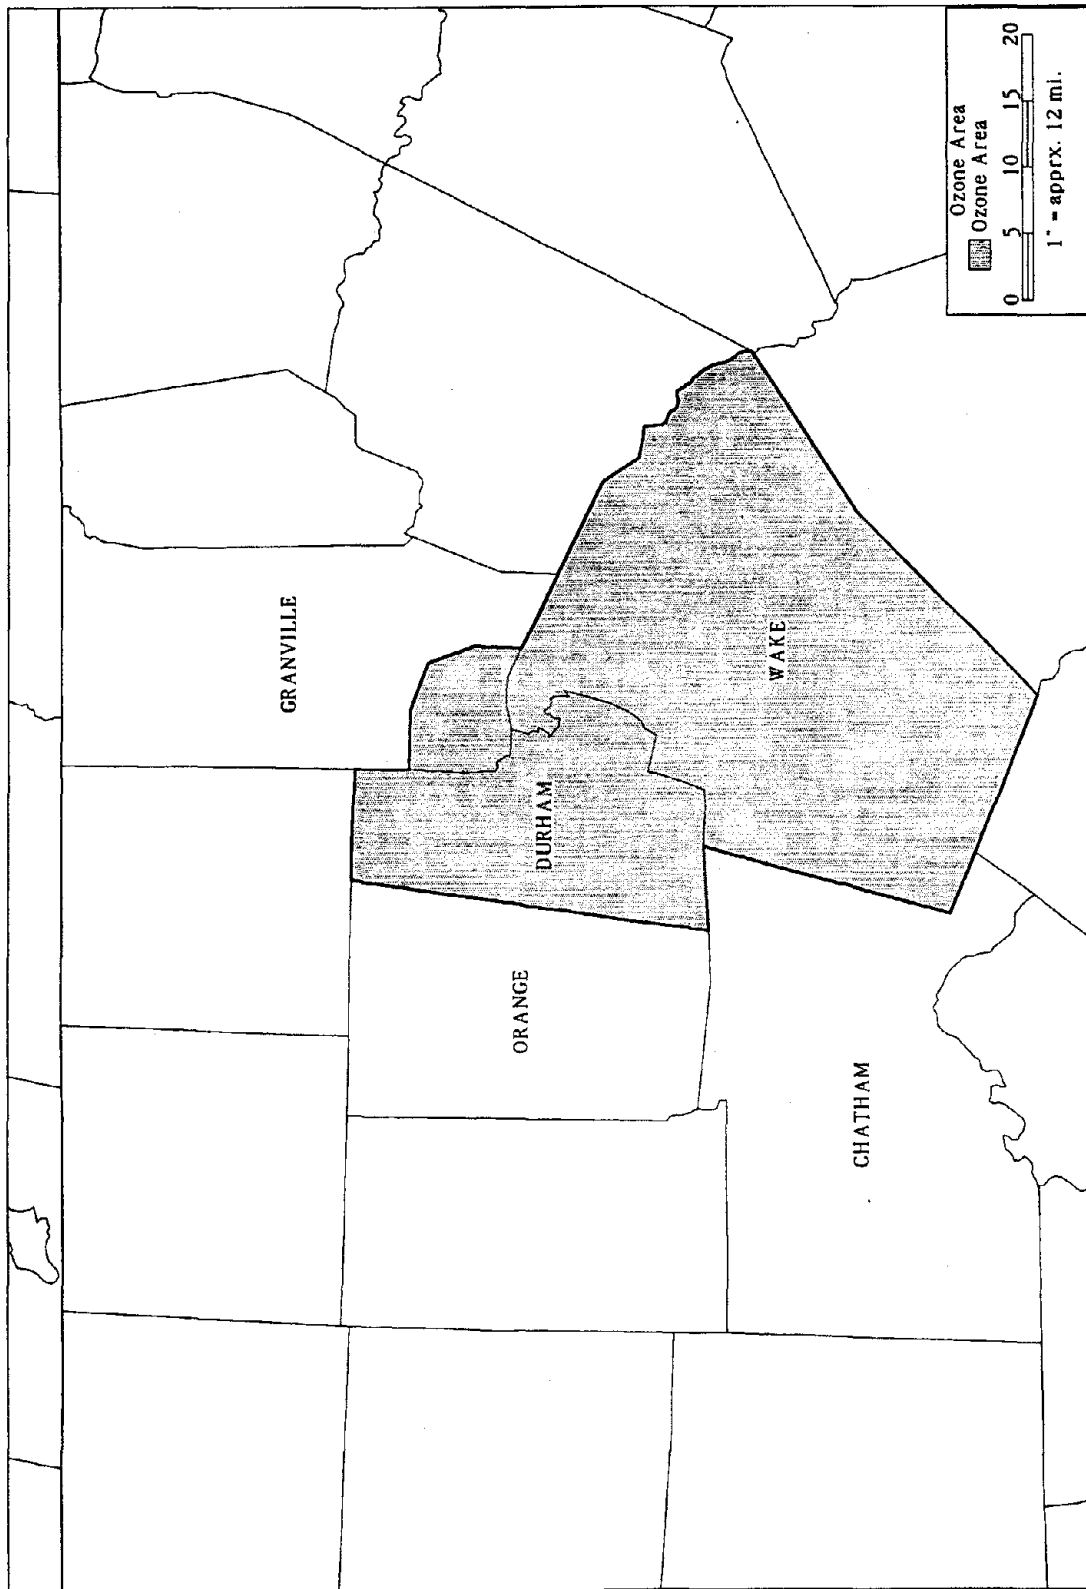 GRANVILLE
DURHAM
WAKE
ORANGE
CHATHAM
Ozone Area
Ozone Area
0 5 10 15 20
1" = apprx. 12 mi.